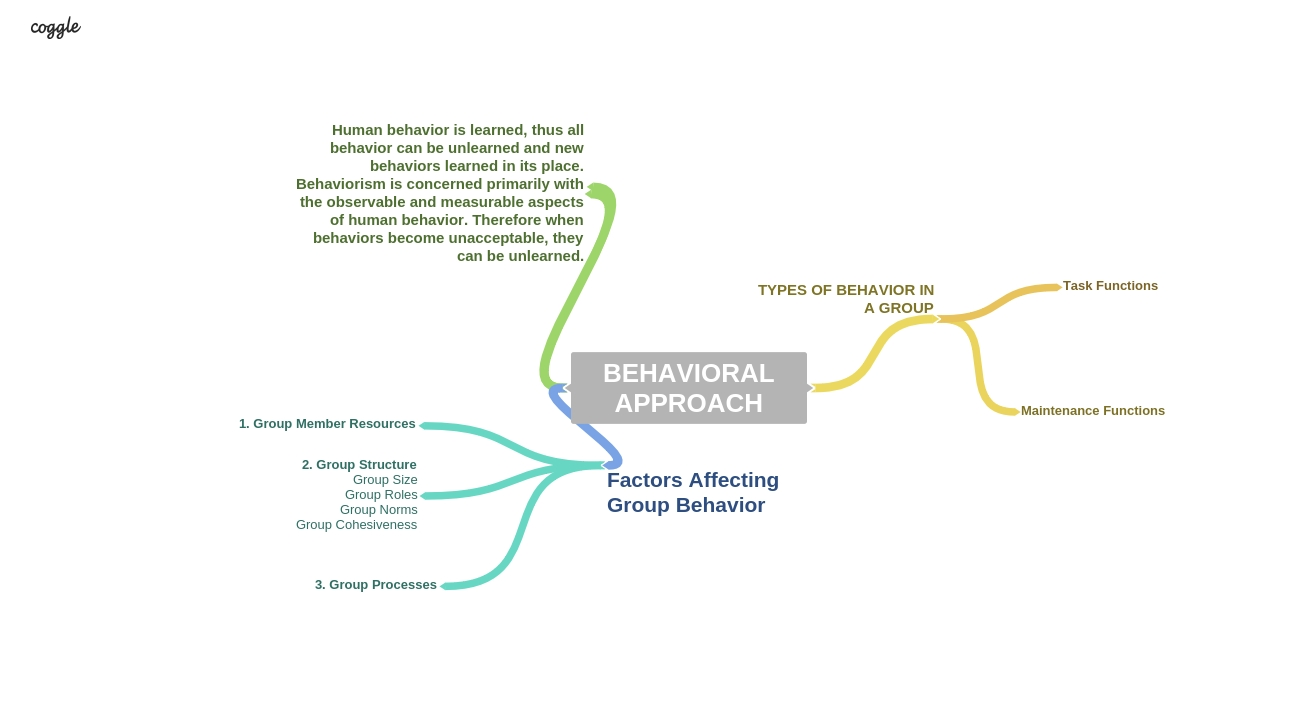 coggle
Human behavior is learned, thus all
behavior can be unlearned and new
behaviors learned in its place.
Behaviorism is concerned primarily with
the observable and measurable aspects
of human behavior. Therefore when
behaviors become unacceptable, they
can be unlearned.
TYPES OF BEHAVIOR IN
A GROUP
Task Functions
Maintenance Functions
BEHAVIORAL
APPROACH
1. Group Member Resources
2. Group Structure
Group Size
Group Roles
Group Norms
Group Cohesiveness
3. Group Processes
Factors Affecting
Group Behavior